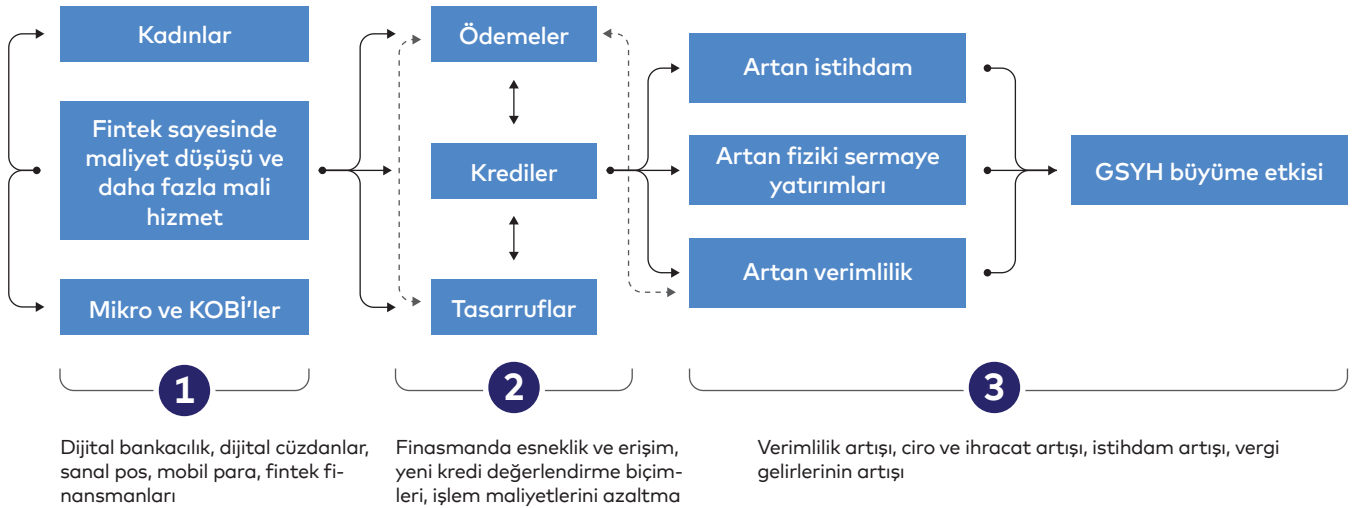 Kadınlar
Fintek sayesinde
maliyet düşüşü ve
daha fazla mali
hizmet
Mikro ve KOBİ'ler
Ödemeler
Krediler
Tasarruflar
Artan istihdam
Artan fiziki sermaye
yatırımları
Artan verimlilik
GSYH büyüme etkisi
1
Dijital bankacılık, dijital cüzdanlar,
sanal pos, mobil para, fintek fi-
nansmanları
2
Finasmanda esneklik ve erişim,
yeni kredi değerlendirme biçim-
leri, işlem maliyetlerini azaltma
3
Verimlilik artışı, ciro ve ihracat artışı, istihdam artışı, vergi
gelirlerinin artışı